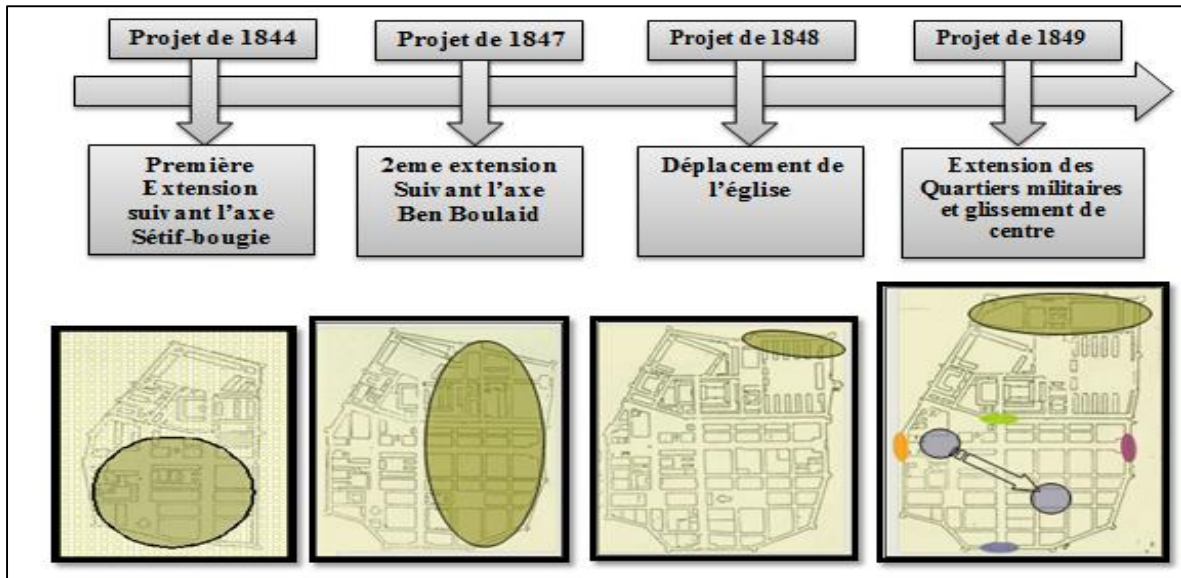 Projet de 1844
Projet de 1847
Projet de 1848
Projet de 1849
Première
Extension
suivant l'axe
Sétif-bougie
2eme extension
Suivant l'axe
Ben Boulaid
Déplacement de
l'église
Extension des
Quartiers militaires
et glissement de
centre